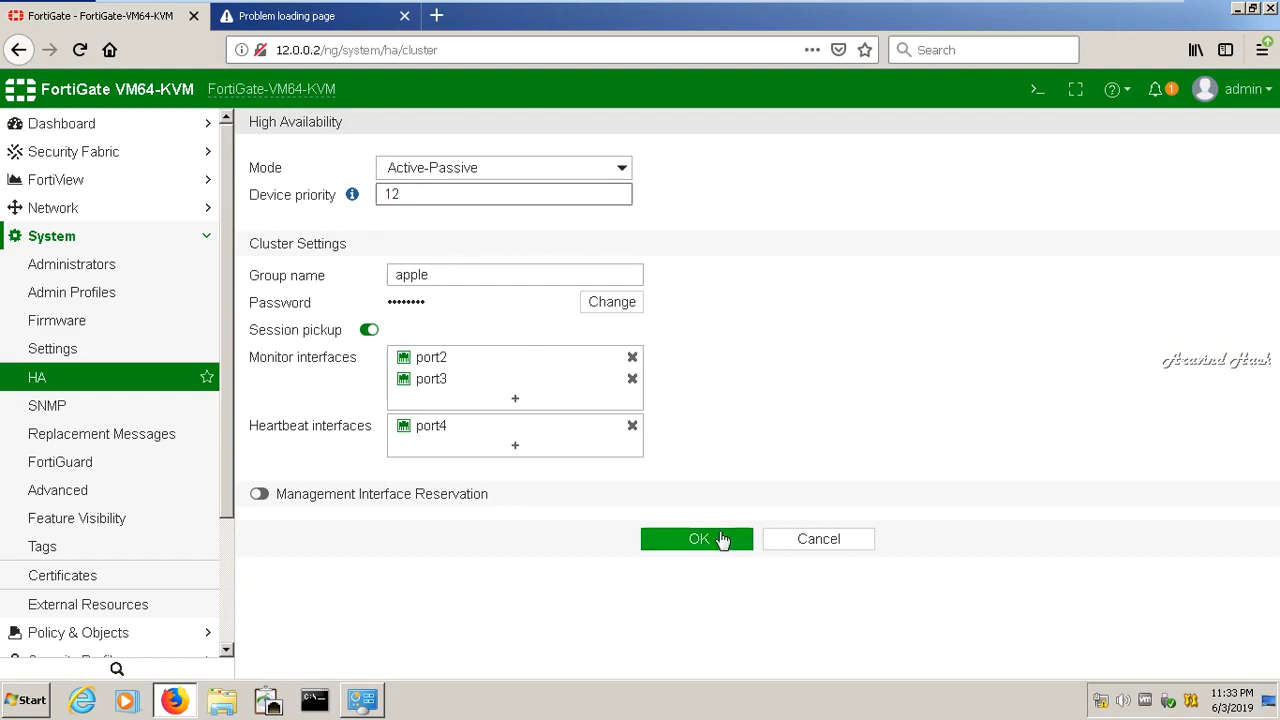 FortiGate - FortiGate-VM64-KVM
Problem loading page
12.0.0.2/ng/system/ha/cluster
Search
FortiGate VM64-KVM
FortiGate-VM64-KVM
1
admin
Dashboard
Security Fabric
FortiView
Network
System
Administrators
Admin Profiles
Firmware
Settings
HA
SNMP
Replacement Messages
FortiGuard
Advanced
Feature Visibility
Tags
Certificates
External Resources
Policy & Objects
High Availability
Mode
Active-Passive
Device priority
12
Cluster Settings
Group name
apple
Password
••••••••
Change
Session pickup
Monitor interfaces
port2
port3
+
Heartbeat interfaces
port4
+
Management Interface Reservation
OK
Cancel
Aravind Hack
Start
11:33 PM
6/3/2019